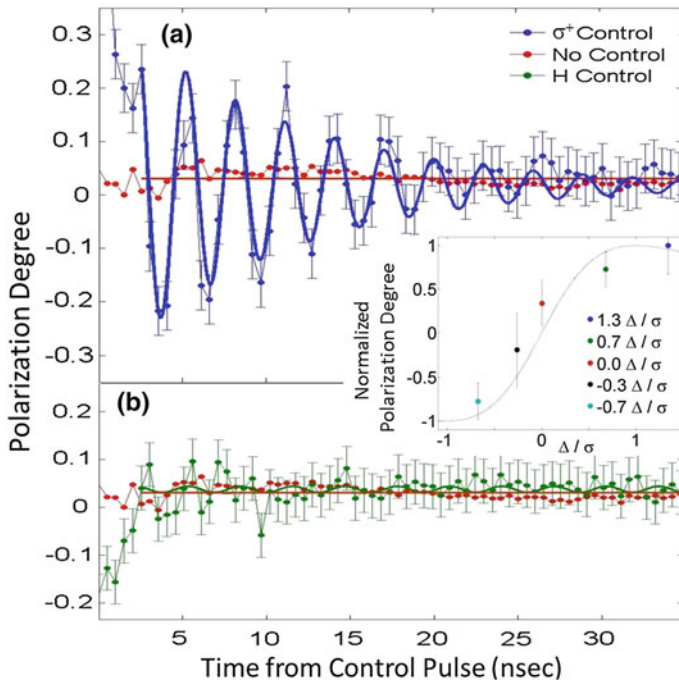 (a)
σ+ Control
No Control
H Control
0.3
0.2
0.1
0
-0.1
-0.2
-0.3
Polarization Degree
Normalized
Polarization Degree
1
0.5
0
-0.5
-1
1.3 Δ / σ
0.7 Δ / σ
0.0 Δ / σ
-0.3 Δ / σ
-0.7 Δ / σ
-1
0
1
Δ / σ
(b)
0.2
0.1
0
-0.1
-0.2
5
10
15
20
25
30
Time from Control Pulse (nsec)